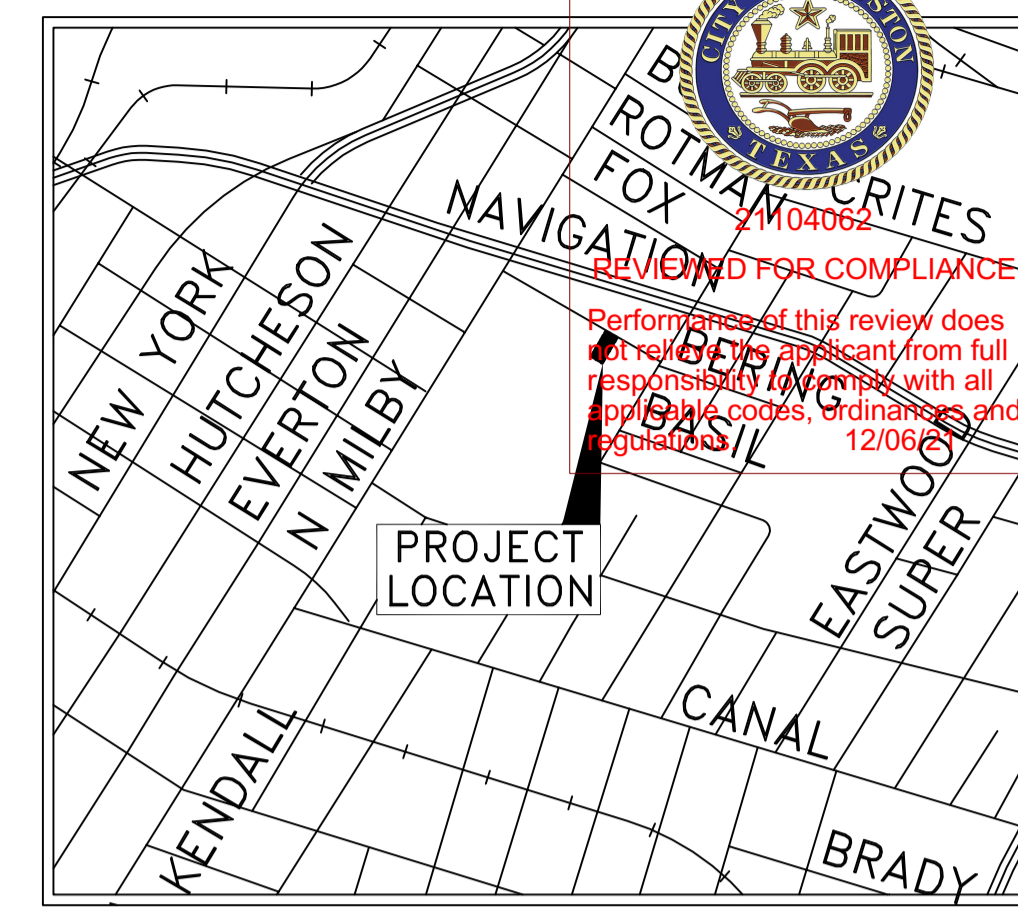 CITY
STON
TEXAS
ROTMAN
CRITES
FOX
21104062
NAVIGATION
REVIEWED FOR COMPLIANCE
Performance of this review does
not relieve the applicant from full
responsibility to comply with all
applicable codes, ordinances and
regulations. 12/06/21
NEW YORK
HUTCHESON
EVERTON
N MILBY
BERING
BASIL
EASTWOOD
SUPER
PROJECT
LOCATION
CANAL
KENDALL
BRADY